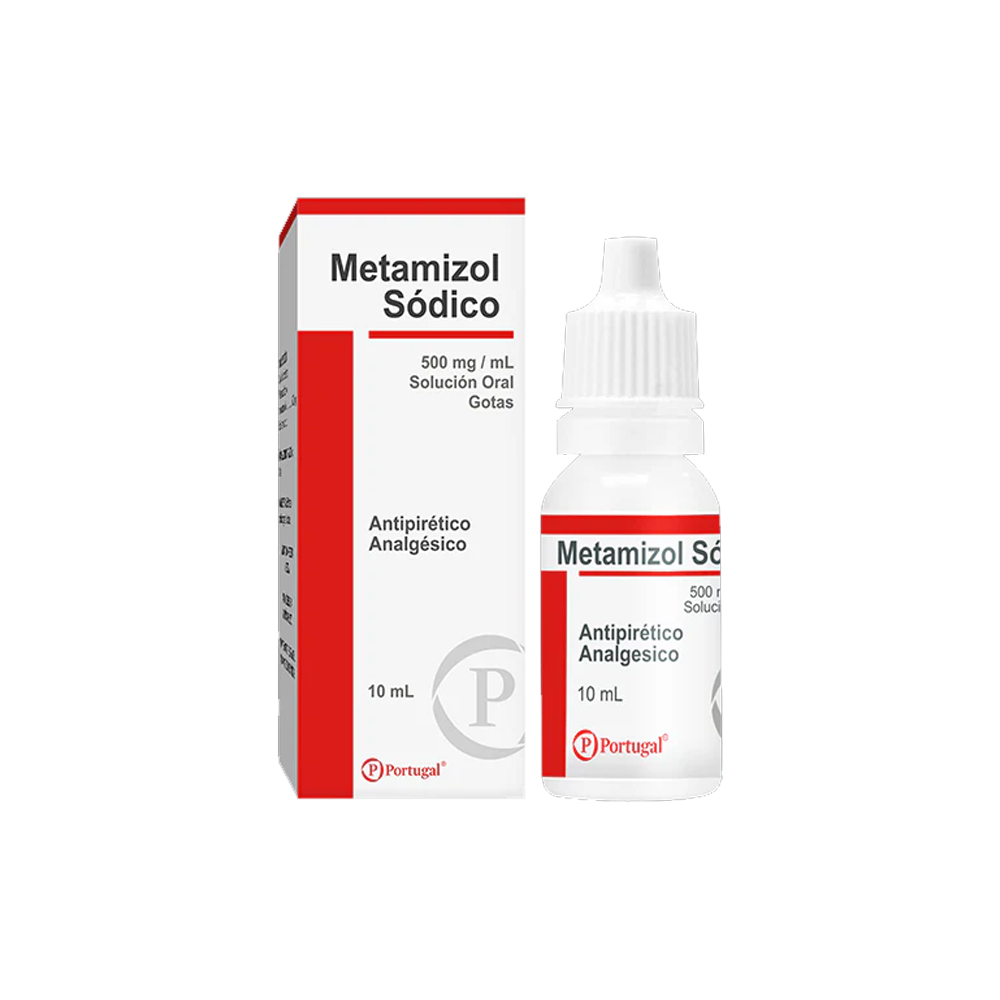 Metamizol
Sódico
500 mg / mL
Solución Oral
Gotas
Antipirético
Analgésico
10 mL
P
P Portugal®
Metamizol Só
500
Soluci
Antipirético
Analgesico
10 mL
P Portugal®